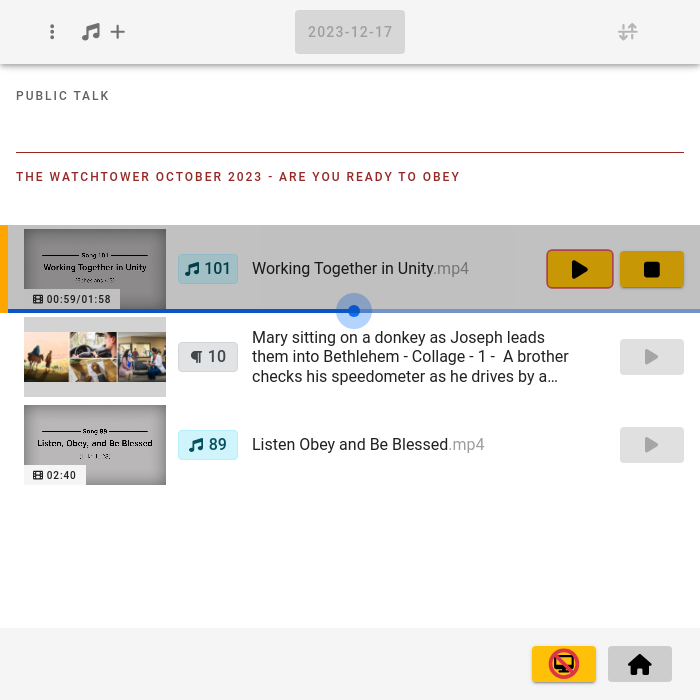 2023-12-17
PUBLIC TALK
THE WATCHTOWER OCTOBER 2023 - ARE YOU READY TO OBEY
Song 101
Working Together in Unity
00:59/01:58
101
Working Together in Unity.mp4
¶ 10
Mary sitting on a donkey as Joseph leads
them into Bethlehem - Collage - 1 - A brother
checks his speedometer as he drives by a…
Song 89
Listen, Obey, and Be Blessed
02:40
89
Listen Obey and Be Blessed.mp4